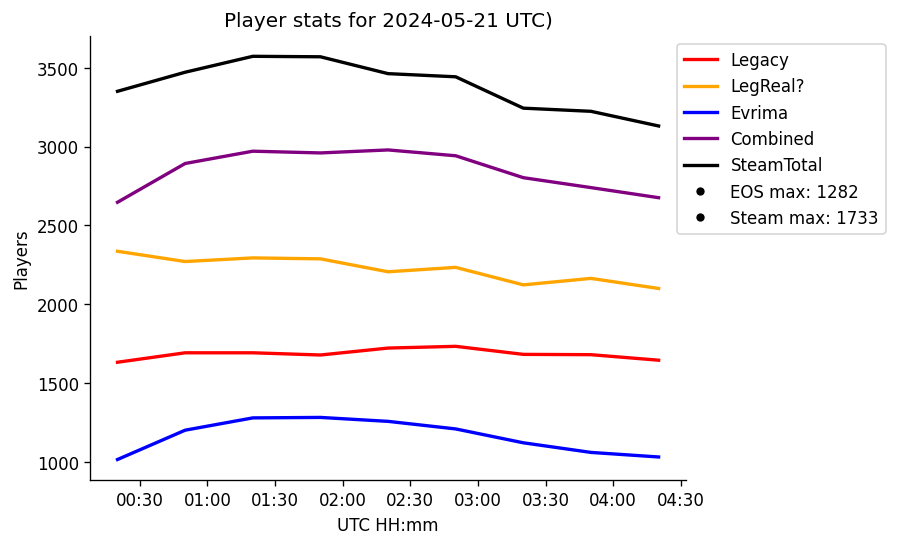 Player stats for 2024-05-21 UTC)
3500
3000
2500
2000
1500
1000
Players
00:30 01:00 01:30 02:00 02:30 03:00 03:30 04:00 04:30
UTC HH:mm
Legacy
LegReal?
Evrima
Combined
SteamTotal
EOS max: 1282
Steam max: 1733